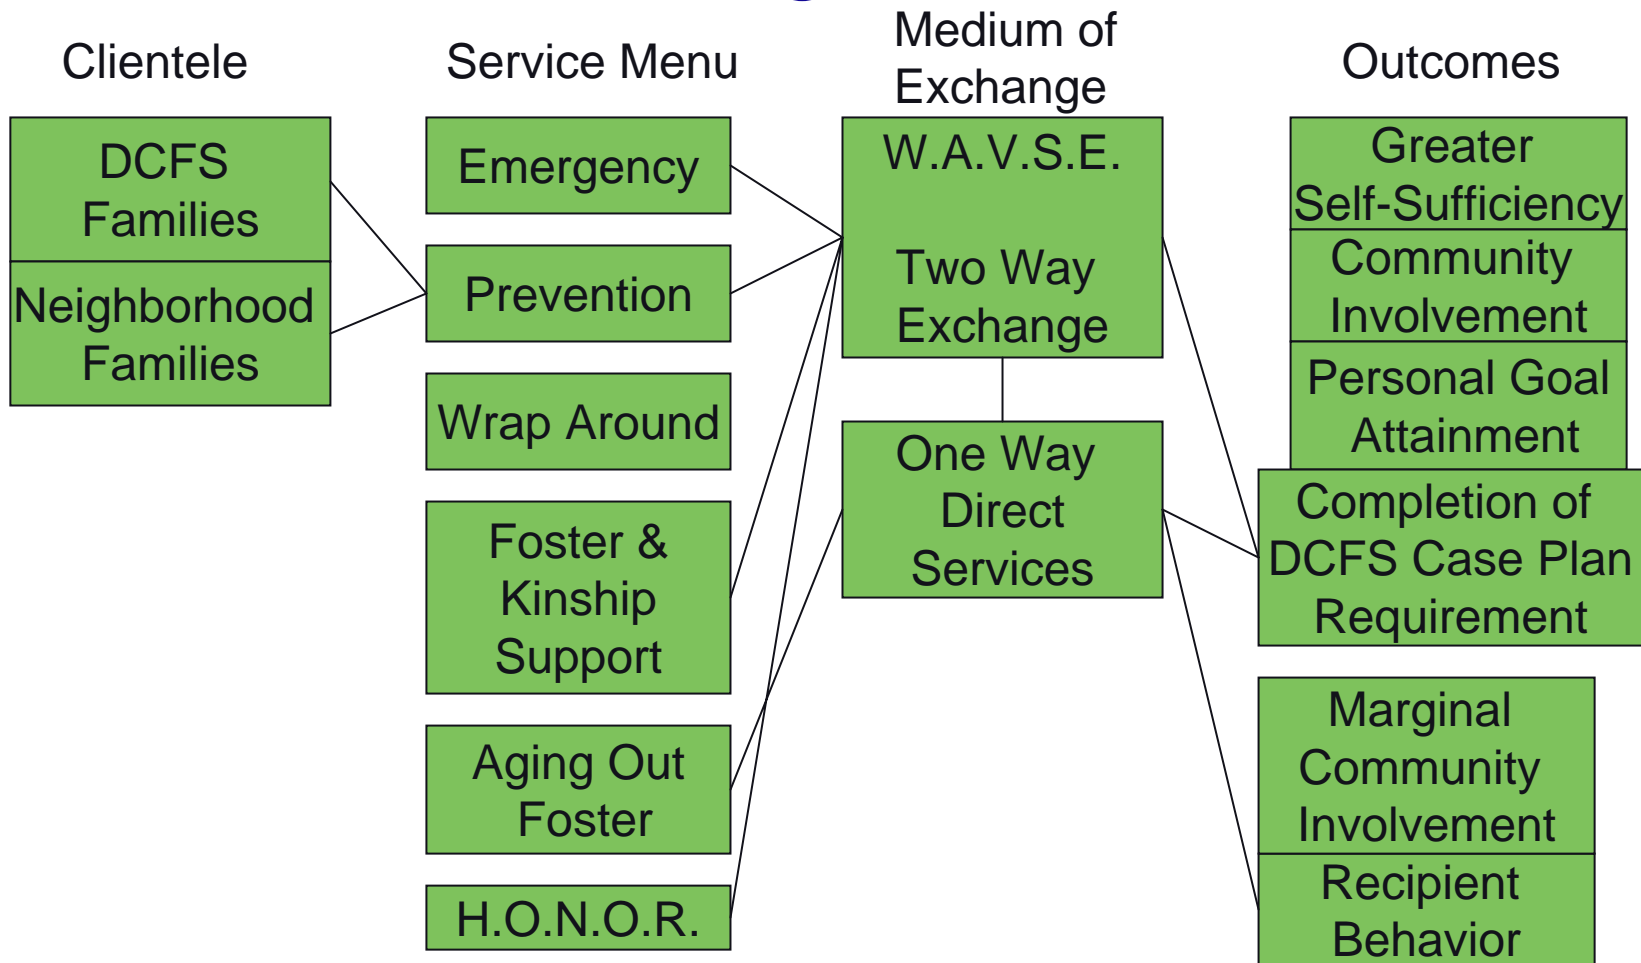 Clientele
DCFS
Families
Neighborhood
Families
Service Menu
Emergency
Prevention
Wrap Around
Foster &
Kinship
Support
Aging Out
Foster
H.O.N.O.R.
Medium of
Exchange
W.A.V.S.E.
Two Way
Exchange
One Way
Direct
Services
Outcomes
Greater
Self-Sufficiency
Community
Involvement
Personal Goal
Attainment
Completion of
DCFS Case Plan
Requirement
Marginal
Community
Involvement
Recipient
Behavior